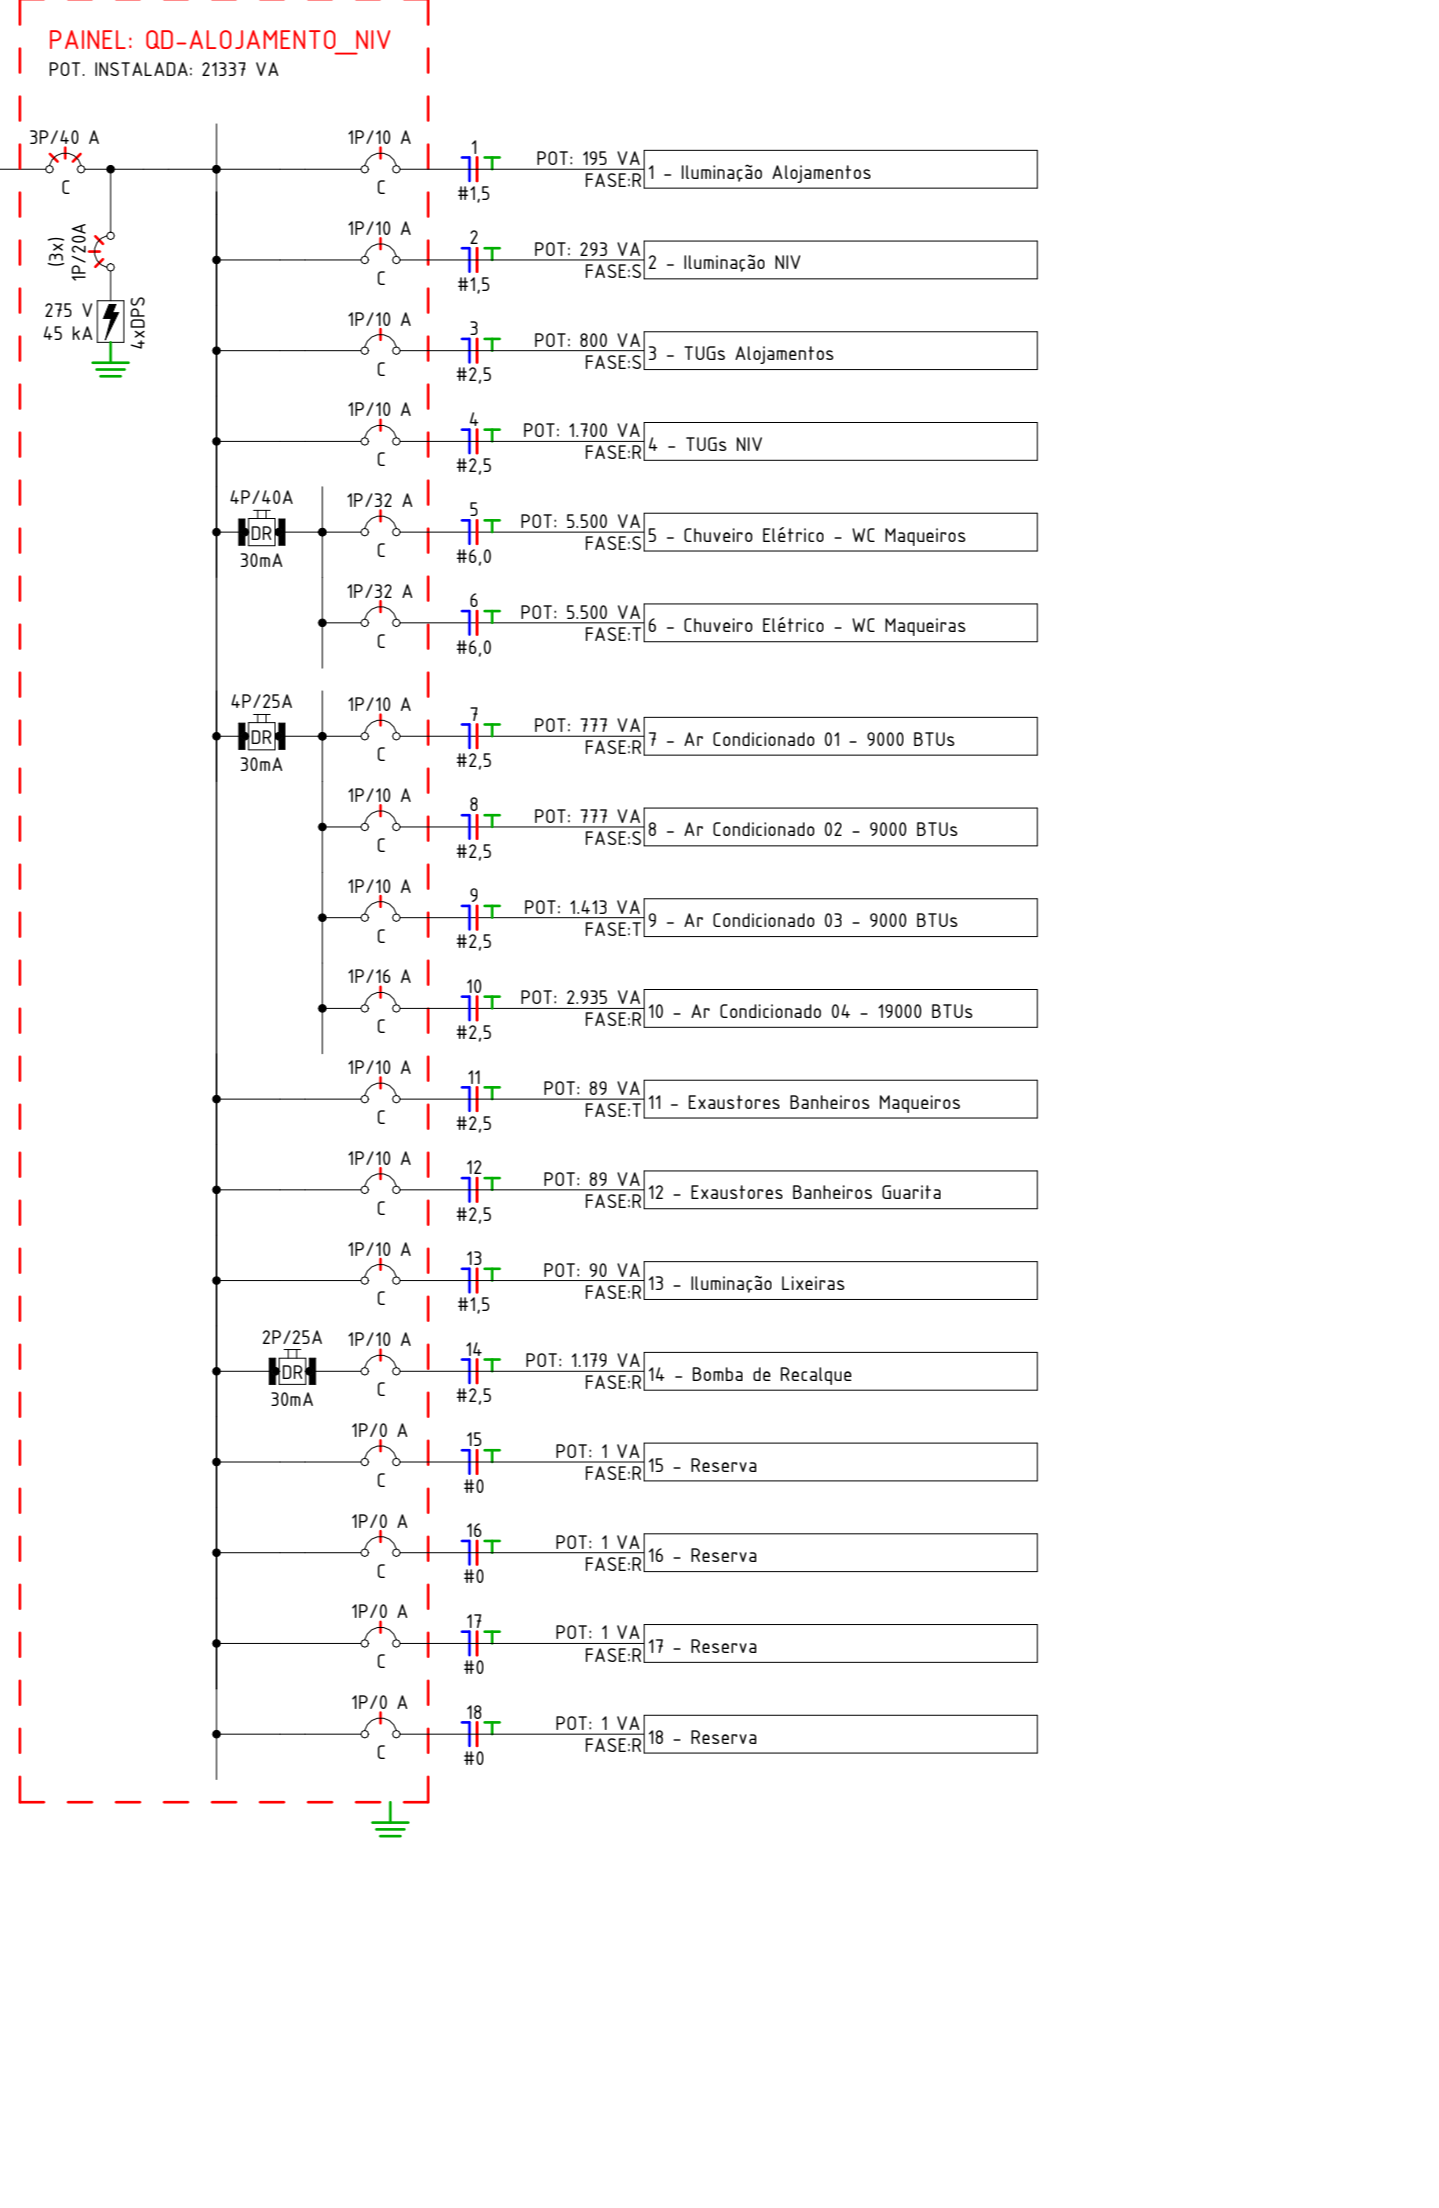 PAINEL: QD-ALOJAMENTO_NIV
POT. INSTALADA: 21337 VA
3P/40 A
C
(3x)
1P/20A
275 V
45 kA
4xDPS
1P/10 A
C
1
#1,5
POT: 195 VA
FASE:R
1 - Iluminação Alojamentos
1P/10 A
C
2
#1,5
POT: 293 VA
FASE:S
2 - Iluminação NIV
1P/10 A
C
3
#2,5
POT: 800 VA
FASE:S
3 - TUGs Alojamentos
1P/10 A
C
4
#2,5
POT: 1.700 VA
FASE:R
4 - TUGs NIV
4P/40A
DR
30mA
1P/32 A
C
5
#6,0
POT: 5.500 VA
FASE:S
5 - Chuveiro Elétrico - WC Maqueiros
1P/32 A
C
6
#6,0
POT: 5.500 VA
FASE:T
6 - Chuveiro Elétrico - WC Maqueiras
4P/25A
DR
30mA
1P/10 A
C
7
#2,5
POT: 777 VA
FASE:R
7 - Ar Condicionado 01 - 9000 BTUs
1P/10 A
C
8
#2,5
POT: 777 VA
FASE:S
8 - Ar Condicionado 02 - 9000 BTUs
1P/10 A
C
9
#2,5
POT: 1.413 VA
FASE:T
9 - Ar Condicionado 03 - 9000 BTUs
1P/16 A
C
10
#2,5
POT: 2.935 VA
FASE:R
10 - Ar Condicionado 04 - 19000 BTUs
1P/10 A
C
11
#2,5
POT: 89 VA
FASE:T
11 - Exaustores Banheiros Maqueiros
1P/10 A
C
12
#2,5
POT: 89 VA
FASE:R
12 - Exaustores Banheiros Guarita
1P/10 A
C
13
#1,5
POT: 90 VA
FASE:R
13 - Iluminação Lixeiras
2P/25A
DR
30mA
1P/10 A
C
14
#2,5
POT: 1.179 VA
FASE:R
14 - Bomba de Recalque
1P/0 A
C
15
#0
POT: 1 VA
FASE:R
15 - Reserva
1P/0 A
C
16
#0
POT: 1 VA
FASE:R
16 - Reserva
1P/0 A
C
17
#0
POT: 1 VA
FASE:R
17 - Reserva
1P/0 A
C
18
#0
POT: 1 VA
FASE:R
18 - Reserva